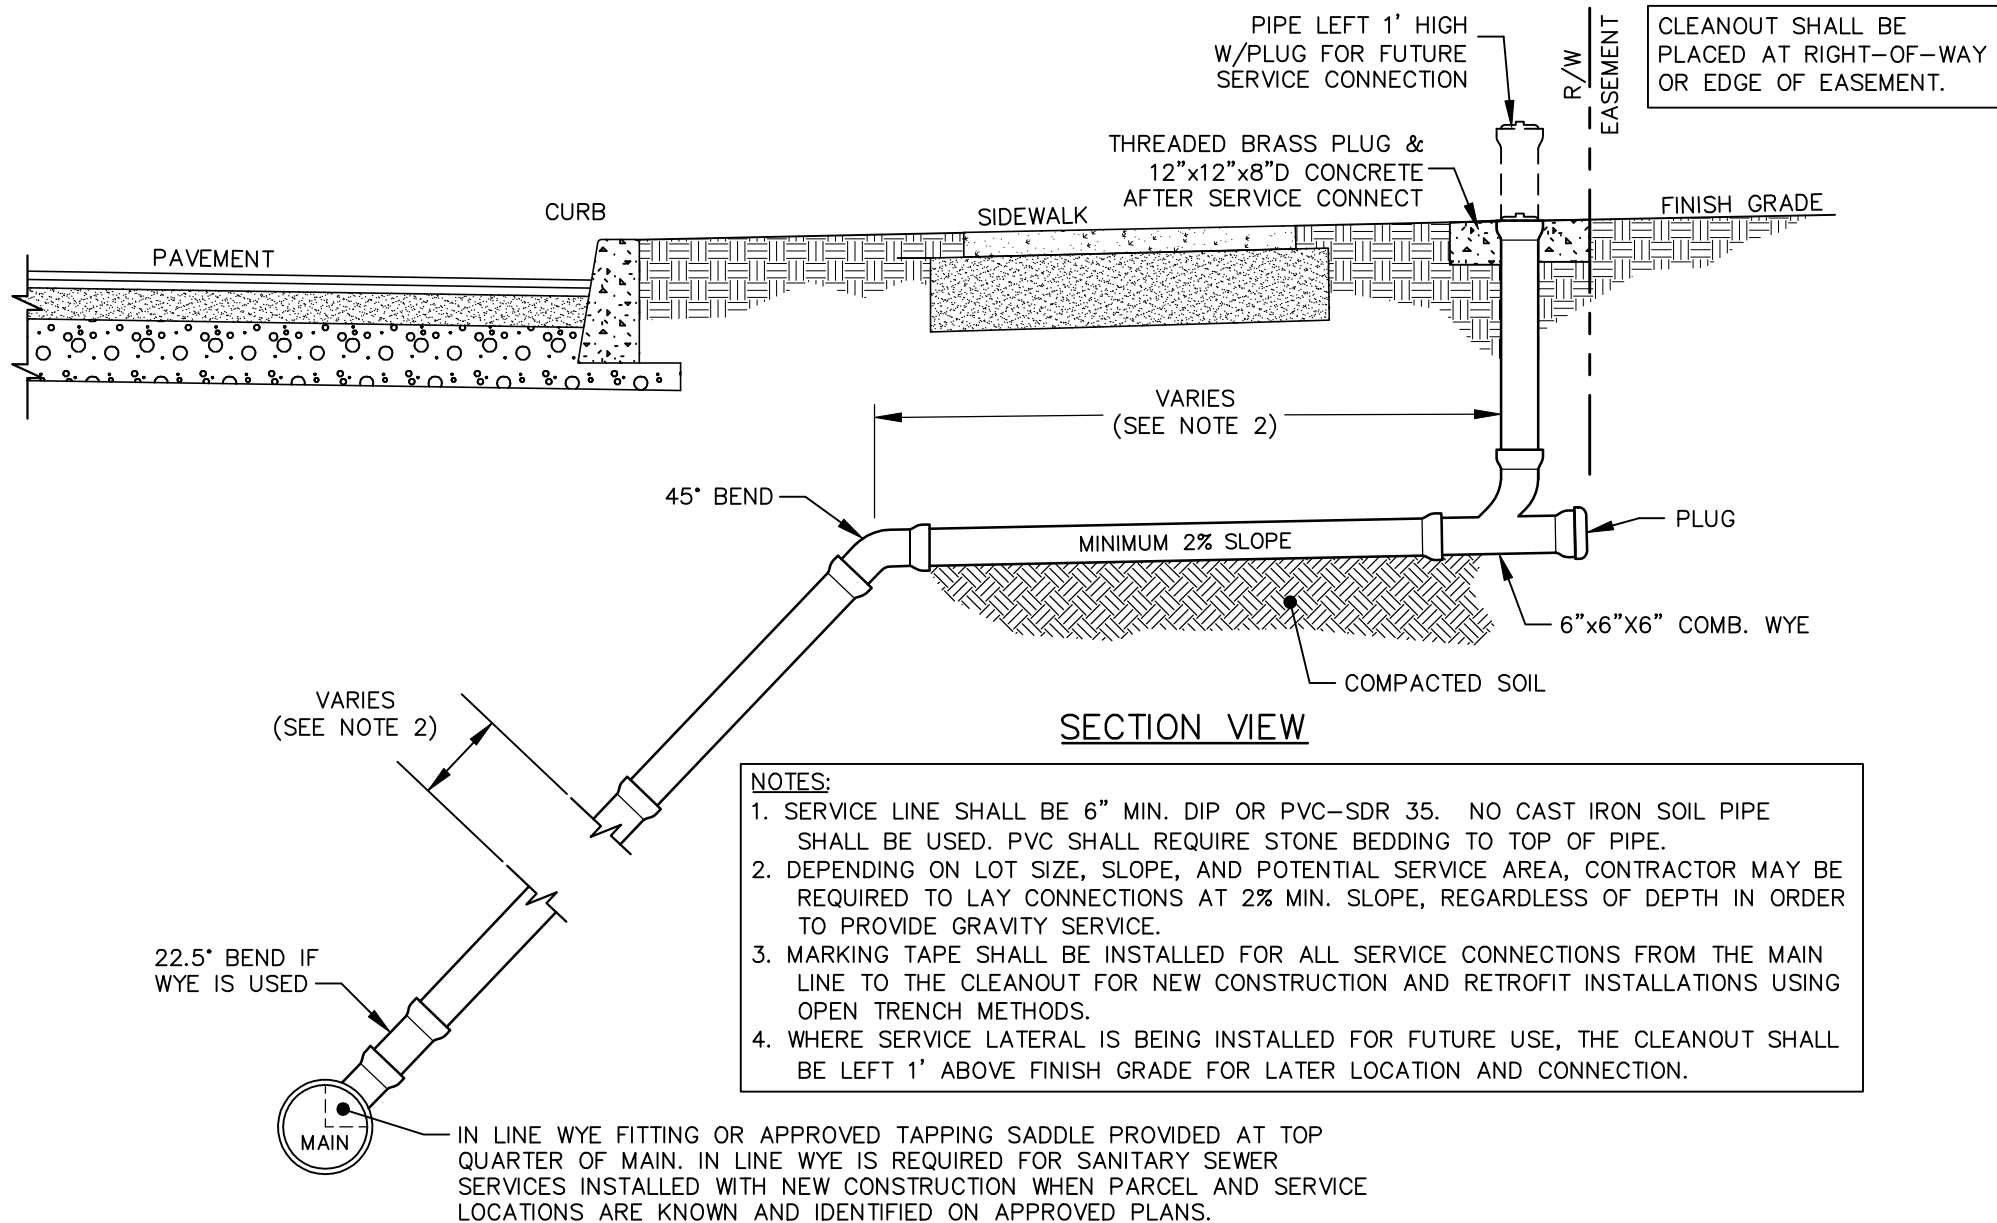 PIPE LEFT 1' HIGH
W/PLUG FOR FUTURE
SERVICE CONNECTION
R/W
EASEMENT
CLEANOUT SHALL BE
PLACED AT RIGHT-OF-WAY
OR EDGE OF EASEMENT.
THREADED BRASS PLUG &
12"x12"x8"D CONCRETE
AFTER SERVICE CONNECT
CURB
SIDEWALK
FINISH GRADE
PAVEMENT
VARIES
(SEE NOTE 2)
45° BEND
PLUG
MINIMUM 2% SLOPE
6"x6"X6" COMB. WYE
COMPACTED SOIL
VARIES
(SEE NOTE 2)
SECTION VIEW
NOTES:
1. SERVICE LINE SHALL BE 6" MIN. DIP OR PVC-SDR 35. NO CAST IRON SOIL PIPE
SHALL BE USED. PVC SHALL REQUIRE STONE BEDDING TO TOP OF PIPE.
2. DEPENDING ON LOT SIZE, SLOPE, AND POTENTIAL SERVICE AREA, CONTRACTOR MAY BE
REQUIRED TO LAY CONNECTIONS AT 2% MIN. SLOPE, REGARDLESS OF DEPTH IN ORDER
TO PROVIDE GRAVITY SERVICE.
3. MARKING TAPE SHALL BE INSTALLED FOR ALL SERVICE CONNECTIONS FROM THE MAIN
LINE TO THE CLEANOUT FOR NEW CONSTRUCTION AND RETROFIT INSTALLATIONS USING
OPEN TRENCH METHODS.
4. WHERE SERVICE LATERAL IS BEING INSTALLED FOR FUTURE USE, THE CLEANOUT SHALL
BE LEFT 1' ABOVE FINISH GRADE FOR LATER LOCATION AND CONNECTION.
22.5° BEND IF
WYE IS USED
MAIN
IN LINE WYE FITTING OR APPROVED TAPPING SADDLE PROVIDED AT TOP
QUARTER OF MAIN. IN LINE WYE IS REQUIRED FOR SANITARY SEWER
SERVICES INSTALLED WITH NEW CONSTRUCTION WHEN PARCEL AND SERVICE
LOCATIONS ARE KNOWN AND IDENTIFIED ON APPROVED PLANS.